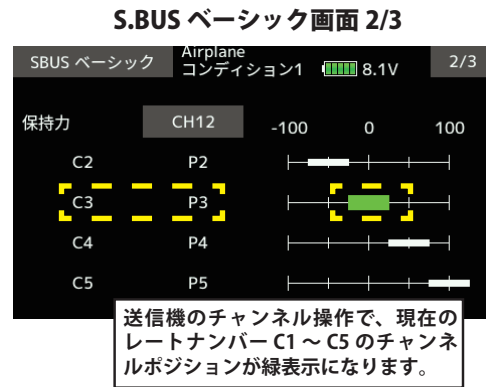 S.BUS ベーシック画面 2/3
SBUS ベーシック Airplane コンディション1 8.1V 2/3
保持力 CH12 -100 0 100
C2 P2
C3 P3
C4 P4
C5 P5
送信機のチャンネル操作で、現在の
レートナンバー C1 ～ C5 のチャンネ
ルポジションが緑表示になります。